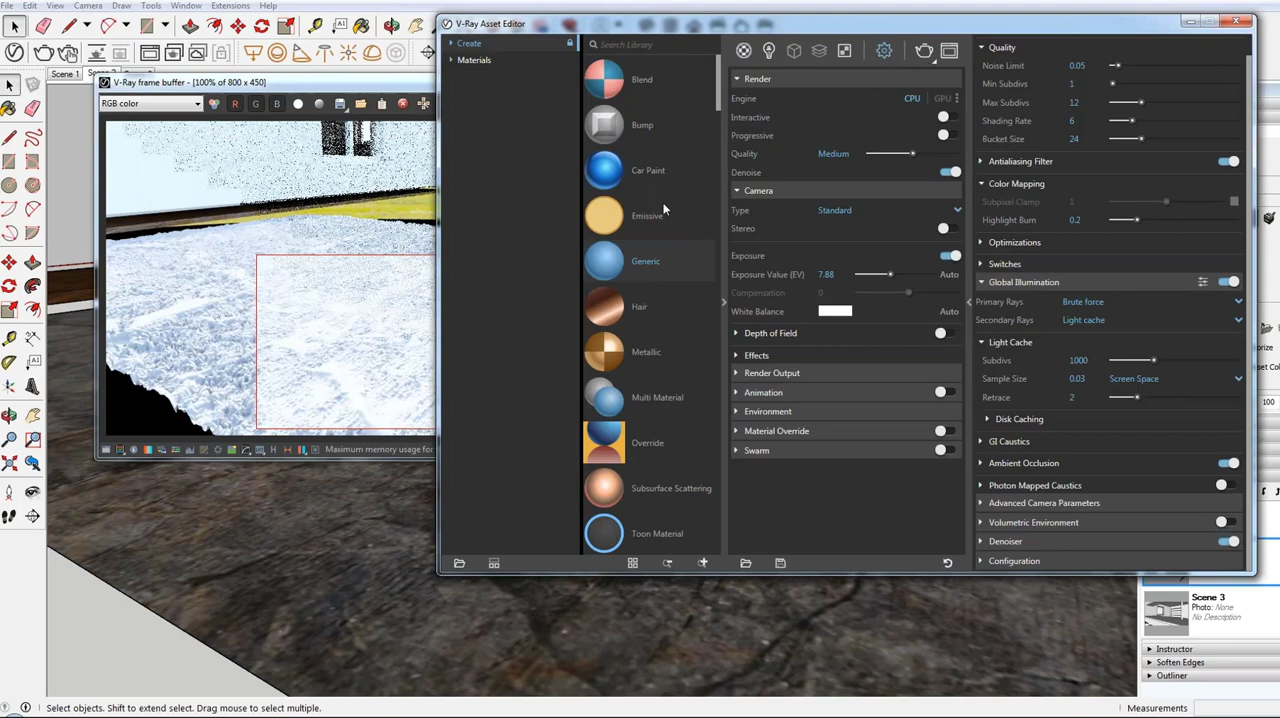 File Edit View Camera Draw Tools Window Extensions Help
V-Ray Asset Editor
Scene 1
V-Ray frame buffer - [100% of 800 x 450]
RGB color
R G B
Maximum memory usage for
Create
Materials
Search Library
Blend
Bump
Car Paint
Emissive
Generic
Hair
Metallic
Multi Material
Override
Subsurface Scattering
Toon Material
Render
Engine CPU GPU
Interactive
Progressive
Quality Medium
Denoise
Camera
Type Standard
Stereo
Exposure
Exposure Value (EV) 7.88 Auto
Compensation 0
White Balance Auto
Depth of Field
Effects
Render Output
Animation
Environment
Material Override
Swarm
Quality
Noise Limit 0.05
Min Subdivs 1
Max Subdivs 12
Shading Rate 6
Bucket Size 24
Antialiasing Filter
Color Mapping
Subpixel Clamp 1
Highlight Burn 0.2
Optimizations
Switches
Global Illumination
Primary Rays Brute force
Secondary Rays Light cache
Light Cache
Subdivs 1000
Sample Size 0.03 Screen Space
Retrace 2
Disk Caching
GI Caustics
Ambient Occlusion
Photon Mapped Caustics
Advanced Camera Parameters
Volumetric Environment
Denoiser
Configuration
100
Scene 3
Photo: None
No Description
Instructor
Soften Edges
Outliner
Select objects. Shift to extend select. Drag mouse to select multiple.
Measurements